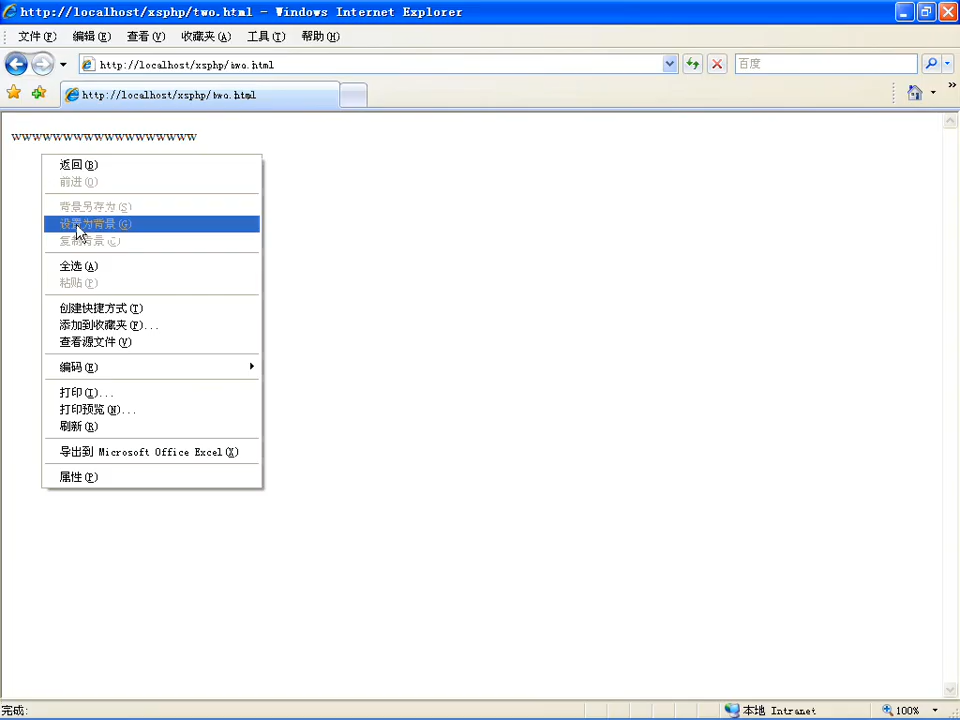 http://localhost/xsphp/two.html - Windows Internet Explorer
文件(F) 编辑(E) 查看(V) 收藏夹(A) 工具(T) 帮助(H)
http://localhost/xsphp/two.html 百度
http://localhost/xsphp/two.html »
wwwwwwwwwwwwwwwwww
返回(B)
前进(O)
背景另存为(S)
设置为背景(G)
复制背景(C)
全选(A)
粘贴(P)
创建快捷方式(T)
添加到收藏夹(F)...
查看源文件(V)
编码(E)
打印(I)...
打印预览(N)...
刷新(R)
导出到 Microsoft Office Excel(X)
属性(P)
完成: 本地 Intranet 100%